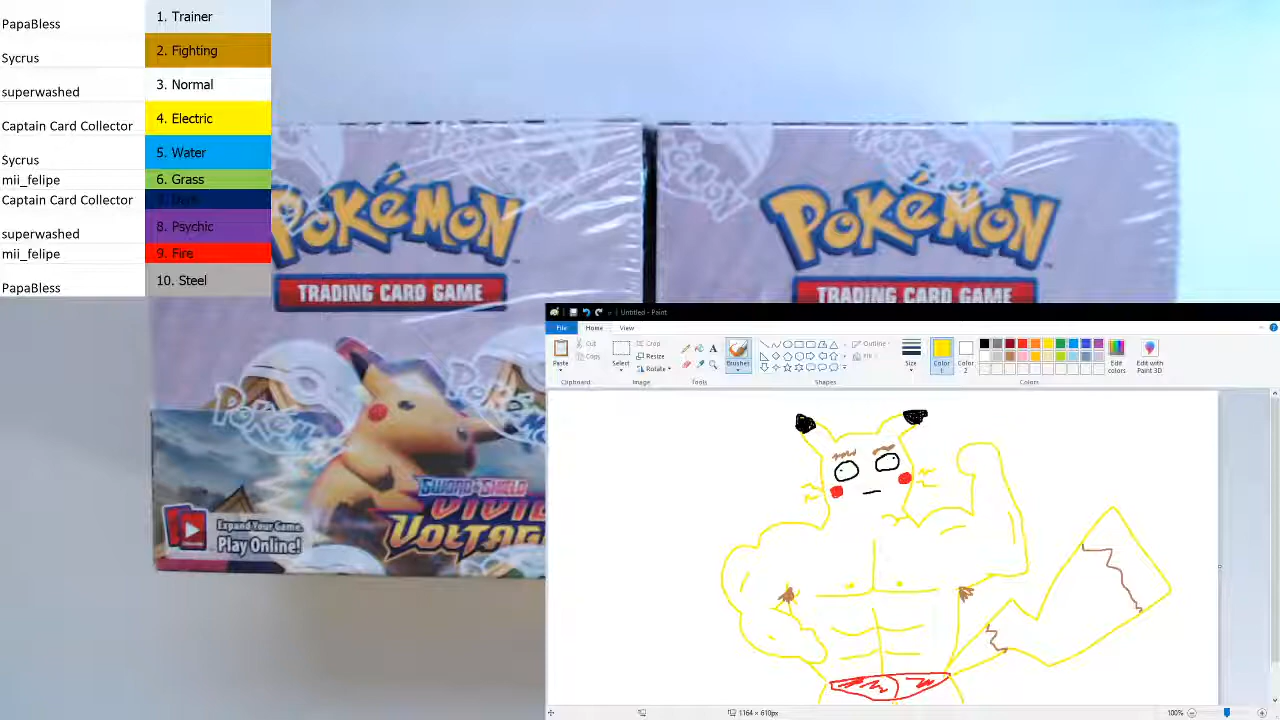 PapaBless
1. Trainer
Sycrus
2. Fighting
superwashed
3. Normal
Captain Card Collector
4. Electric
Sycrus
5. Water
mii_felipe
6. Grass
Captain Card Collector
superwashed
8. Psychic
mii_felipe
9. Fire
PapaBless
10. Steel
POKéMON
TRADING CARD GAME
POKéMON
TRADING CARD GAME
SWORD & SHIELD
VIVID
VOLTAGE
Expand Your Game.
Play Online!
Untitled - Paint
File
Home
View
Paste
Cut
Copy
Clipboard
Select
Crop
Resize
Rotate
Image
A
Tools
Brushes
Outline
Fill
Shapes
Size
Color
1
Color
2
Edit
colors
Edit with
Paint 3D
Colors
1164 × 610px
100%